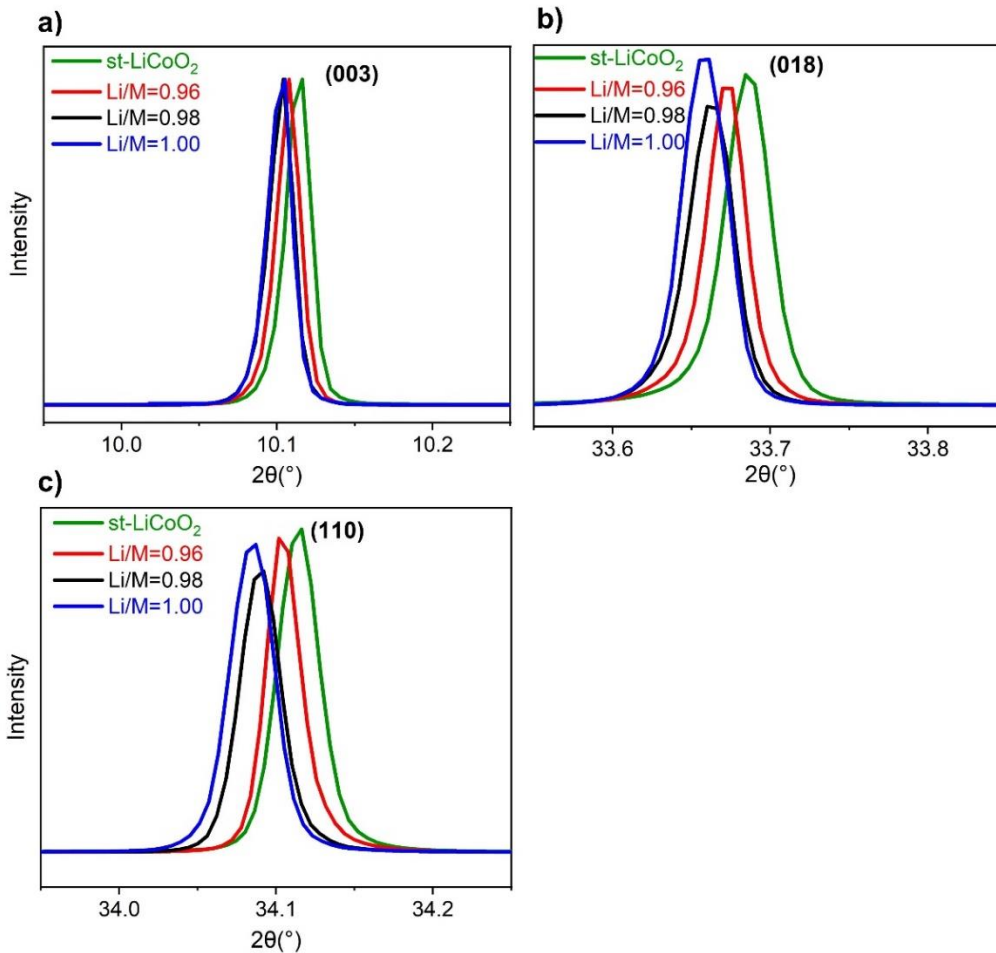 a)
st-LiCoO₂
Li/M=0.96
Li/M=0.98
Li/M=1.00
(003)
Intensity
10.0 10.1 10.2
2θ(°)
b)
st-LiCoO₂
Li/M=0.96
Li/M=0.98
Li/M=1.00
(018)
33.6 33.7 33.8
2θ(°)
c)
st-LiCoO₂
Li/M=0.96
Li/M=0.98
Li/M=1.00
(110)
Intensity
34.0 34.1 34.2
2θ(°)